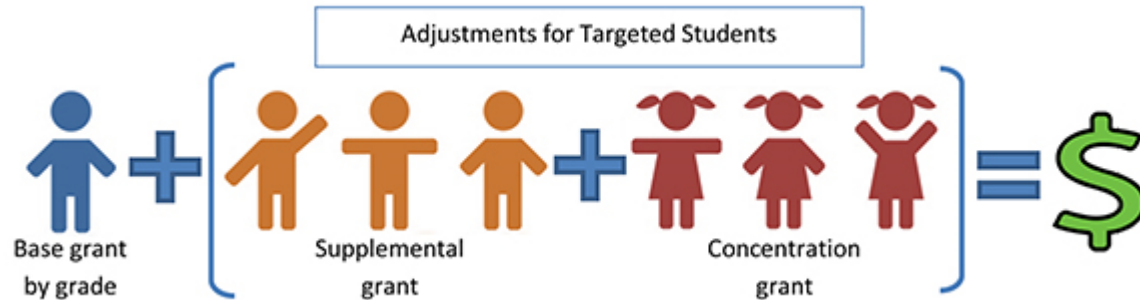 Adjustments for Targeted Students
Base grant
by grade
Supplemental
grant
Concentration
grant